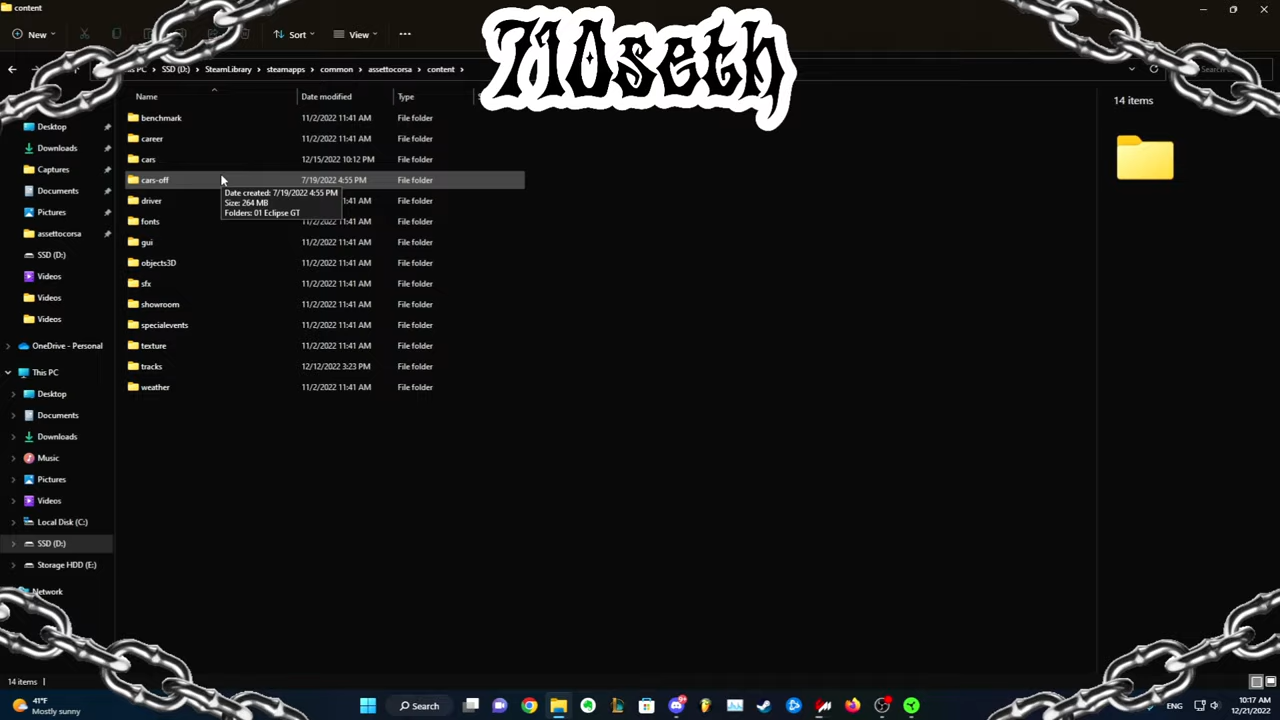 content
710seth
New
Sort
View
PC > SSD (D:) > SteamLibrary > steamapps > common > assettocorsa > content >
Name Date modified Type
14 items
Desktop
Downloads
Captures
Documents
Pictures
assettocorsa
SSD (D:)
Videos
Videos
Videos
OneDrive - Personal
This PC
Desktop
Documents
Downloads
Music
Pictures
Videos
Local Disk (C:)
SSD (D:)
Storage HDD (E:)
Network
benchmark 11/2/2022 11:41 AM File folder
career 11/2/2022 11:41 AM File folder
cars 12/15/2022 10:12 PM File folder
cars-off 7/19/2022 4:55 PM File folder
driver 1:41 AM File folder
fonts 11/2/2022 11:41 AM File folder
gui 11/2/2022 11:41 AM File folder
objects3D 11/2/2022 11:41 AM File folder
sfx 11/2/2022 11:41 AM File folder
showroom 11/2/2022 11:41 AM File folder
specialevents 11/2/2022 11:41 AM File folder
texture 11/2/2022 11:41 AM File folder
tracks 12/12/2022 3:23 PM File folder
weather 11/2/2022 11:41 AM File folder
Date created: 7/19/2022 4:55 PM
Size: 264 MB
Folders: 01 Eclipse GT
14 items
41°F
Mostly sunny
Search
ENG
10:17 AM
12/21/2022